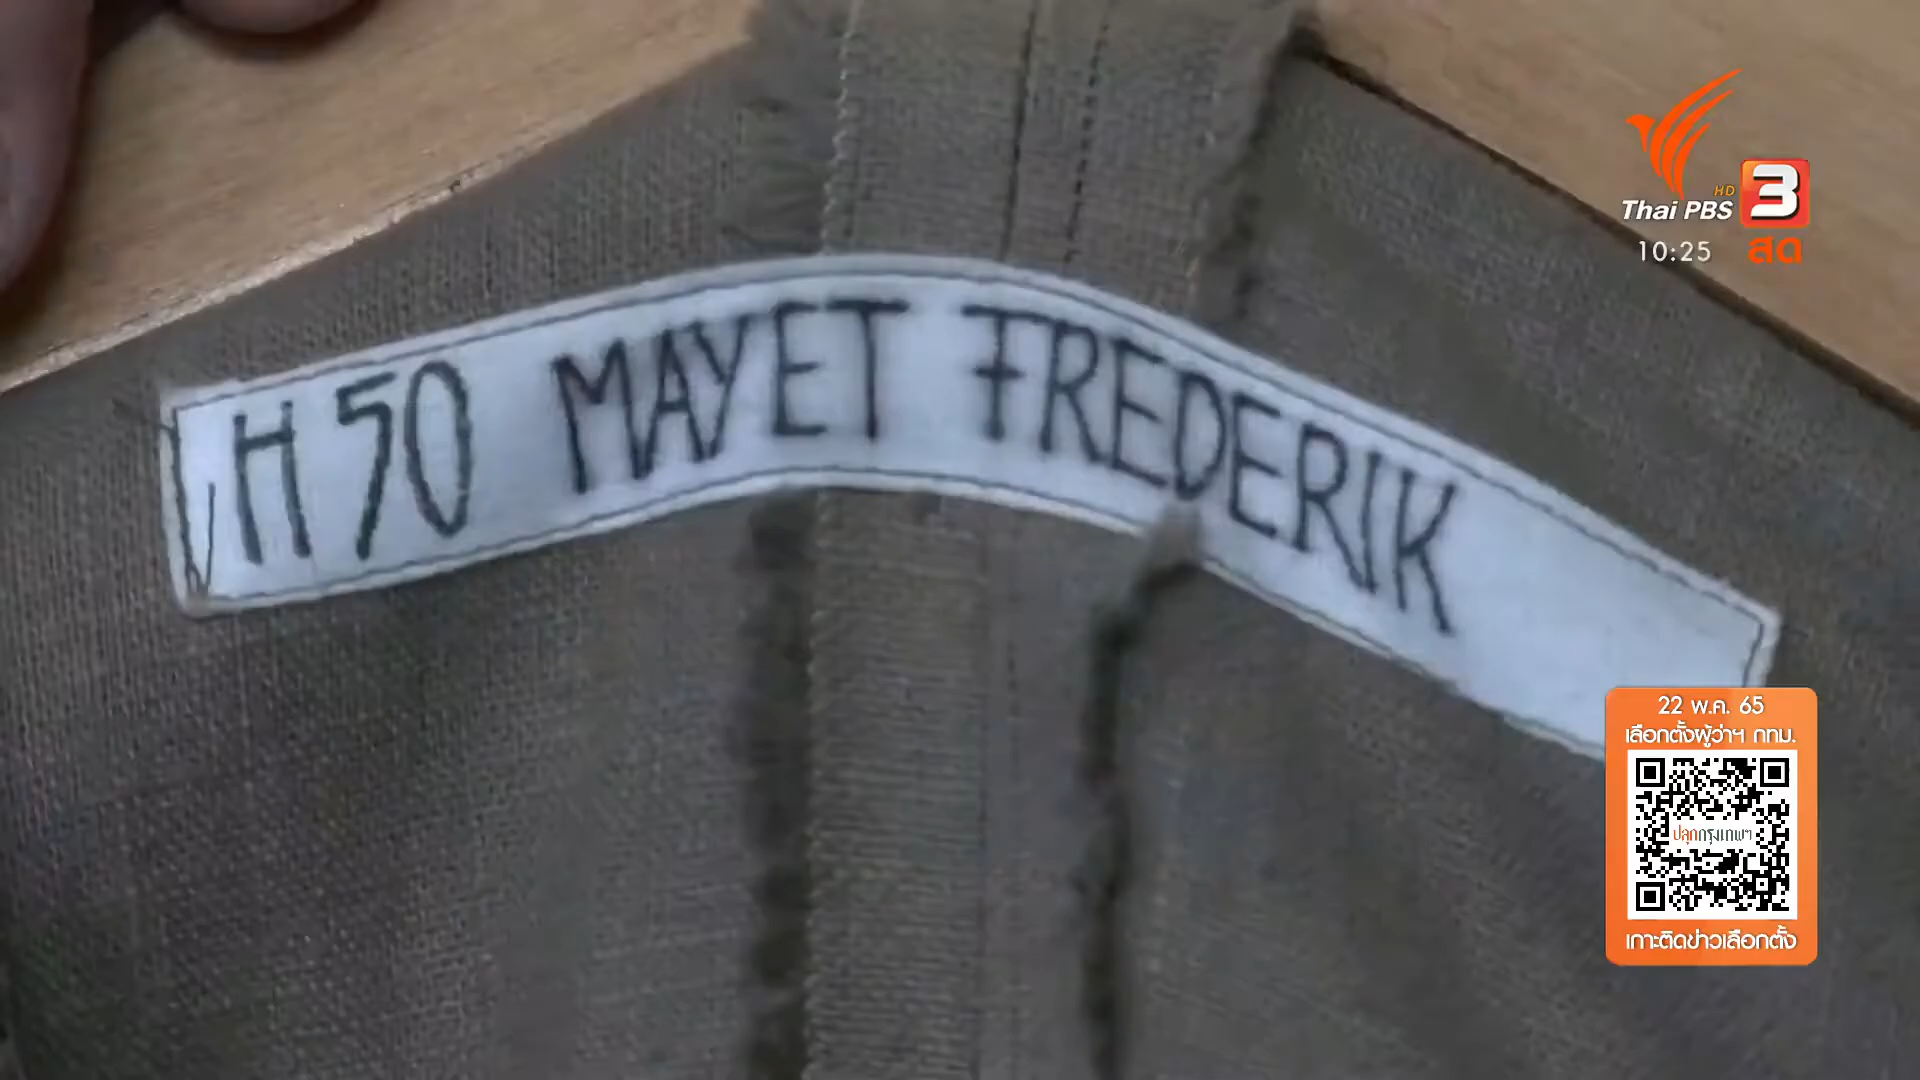 H50 MAYET FREDERIK
HD
Thai PBS 3
10:25 สด
22 พ.ค. 65
เลือกตั้งผู้ว่าฯ กทม.
ปลุกกรุงเทพฯ
เกาะติดข่าวเลือกตั้ง